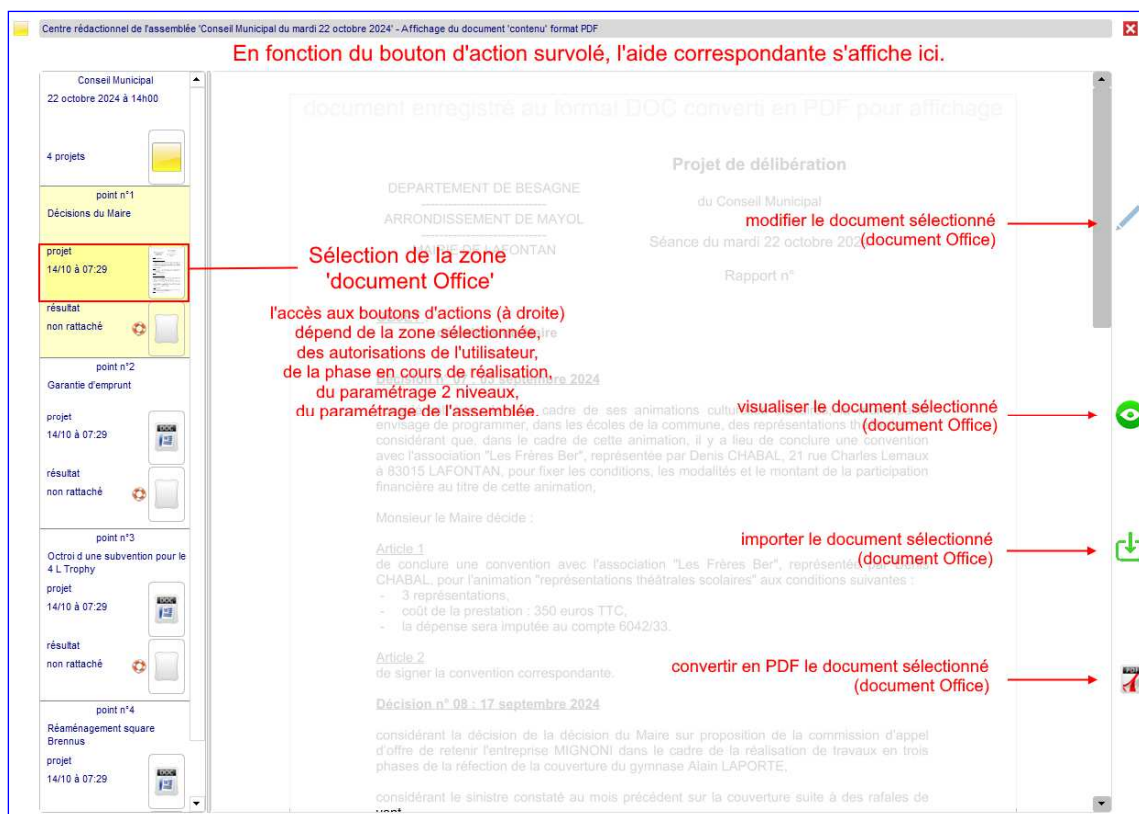 Centre rédactionnel de l'assemblée 'Conseil Municipal du mardi 22 octobre 2024' - Affichage du document 'contenu' format PDF
En fonction du bouton d'action survolé, l'aide correspondante s'affiche ici.
Conseil Municipal
22 octobre 2024 à 14h00
4 projets
point n°1
Décisions du Maire
projet
14/10 à 07:29
résultat
non rattaché
point n°2
Garantie d'emprunt
projet
14/10 à 07:29
résultat
non rattaché
point n°3
Octroi d une subvention pour le
4 L Trophy
projet
14/10 à 07:29
résultat
non rattaché
point n°4
Réaménagement square
Brennus
projet
14/10 à 07:29
Sélection de la zone
'document Office'
l'accès aux boutons d'actions (à droite)
dépend de la zone sélectionnée,
des autorisations de l'utilisateur,
de la phase en cours de réalisation,
du paramétrage 2 niveaux,
du paramétrage de l'assemblée.
document enregistré au format DOC converti en PDF pour affichage
Projet de délibération
DEPARTEMENT DE BESAGNE
du Conseil Municipal
ARRONDISSEMENT DE MAYOL
Séance du mardi 22 octobre 202
MAIRIE DE LAFONTAN
Rapport n°
Décision n° 07 : 03 septembre 2024
cadre de ses animations
envisage de programmer, dans les écoles de la commune, des représentations
considérant que, dans le cadre de cette animation, il y a lieu de conclure une convention
avec l'association "Les Frères Ber", représentée par Denis CHABAL, 21 rue Charles Lemaux
à 83015 LAFONTAN, pour fixer les conditions, les modalités et le montant de la participation
financière au titre de cette animation,
Monsieur le Maire décide :
Article 1
de conclure une convention avec l'association "Les Frères Ber", représentée par Denis
CHABAL, pour l'animation "représentations théâtrales scolaires" aux conditions suivantes :
- 3 représentations,
- coût de la prestation : 350 euros TTC,
- la dépense sera imputée au compte 6042/33.
Article 2
de signer la convention correspondante.
Décision n° 08 : 17 septembre 2024
considérant la décision de la décision du Maire sur proposition de la commission d'appel
d'offre de retenir l'entreprise MIGNONI dans le cadre de la réalisation de travaux en trois
phases de la réfection de la couverture du gymnase Alain LAPORTE,
considérant le sinistre constaté au mois précédent sur la couverture suite à des rafales de
vent
modifier le document sélectionné
(document Office)
visualiser le document sélectionné
(document Office)
importer le document sélectionné
(document Office)
convertir en PDF le document sélectionné
(document Office)